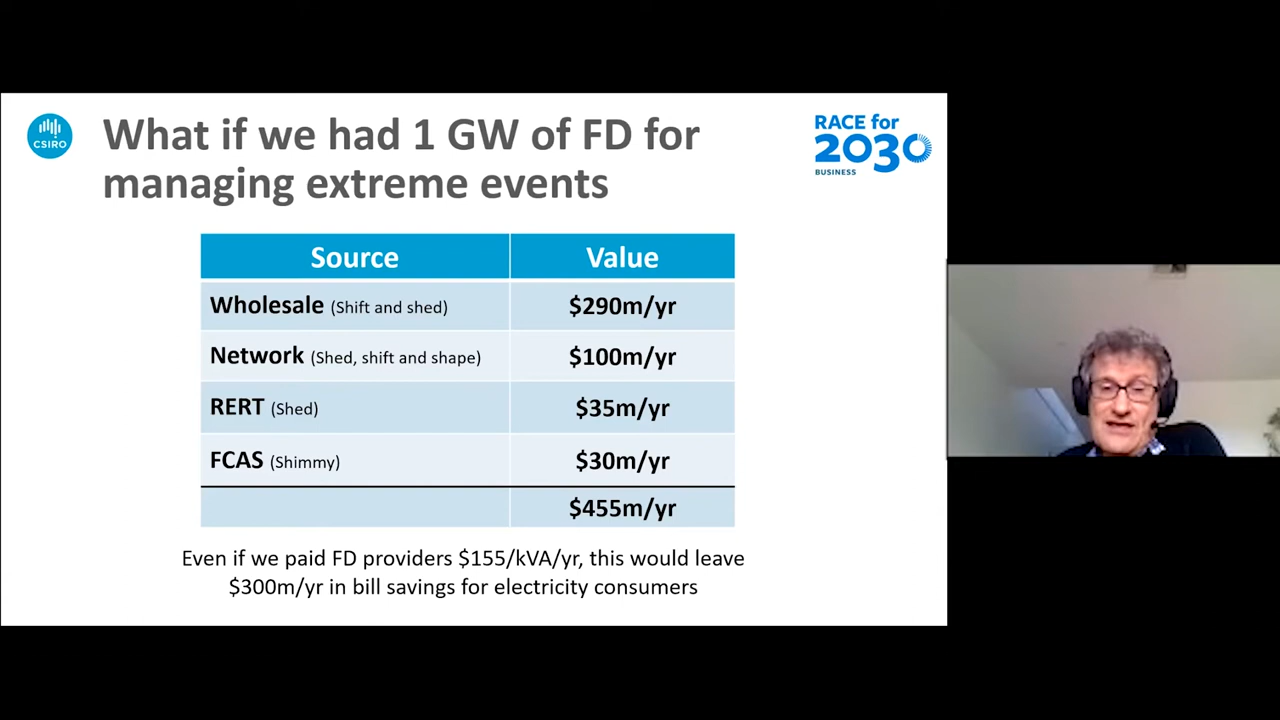 CSIRO
What if we had 1 GW of FD for
managing extreme events
RACE for
2030
BUSINESS
Source Value
Wholesale (Shift and shed) $290m/yr
Network (Shed, shift and shape) $100m/yr
RERT (Shed) $35m/yr
FCAS (Shimmy) $30m/yr
$455m/yr
Even if we paid FD providers $155/kVA/yr, this would leave
$300m/yr in bill savings for electricity consumers